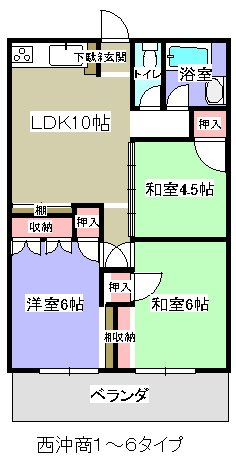 下駄箱
玄関
トイレ
浴室
LDK10帖
押入
和室4.5帖
棚
収納
押入
洋室6帖
押入
和室6帖
棚
収納
ベランダ
西沖商1～6タイプ